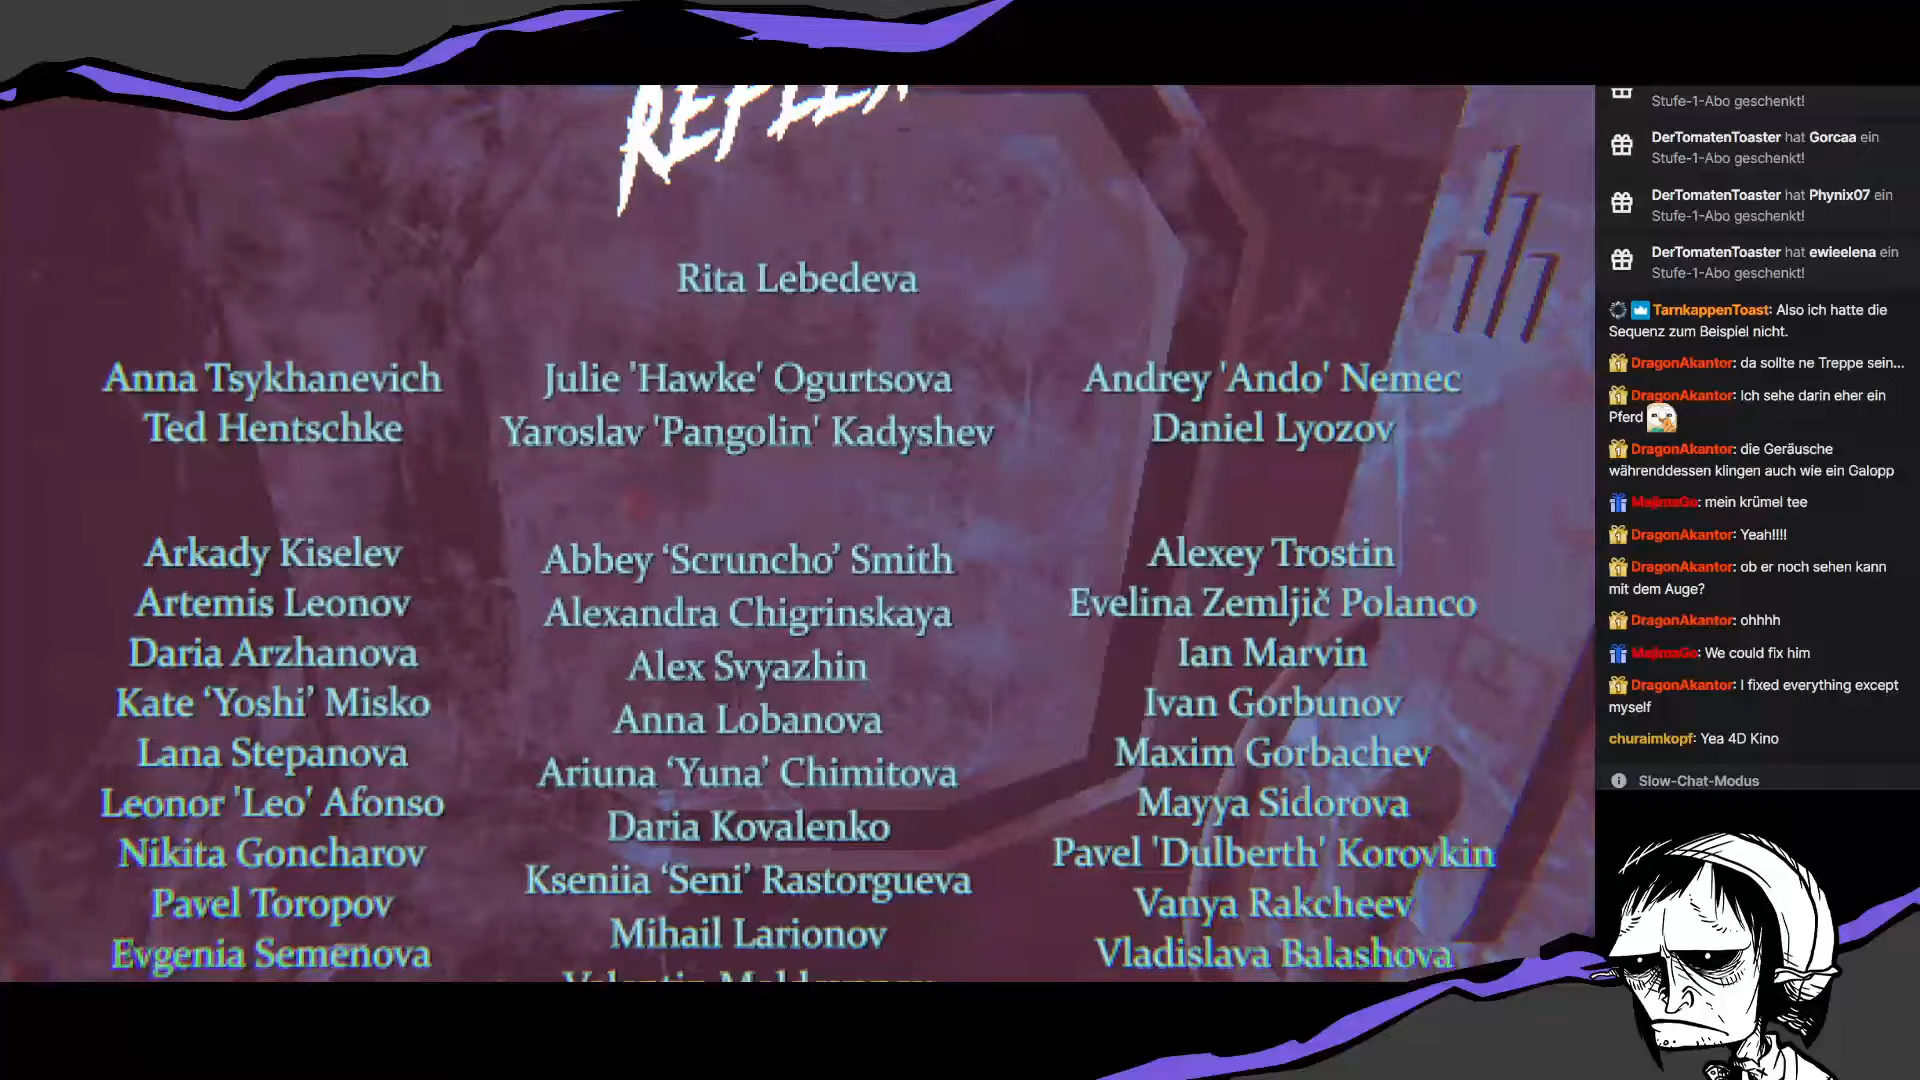 REFLEX
Rita Lebedeva
Anna Tsykhanevich
Ted Hentschke
Julie 'Hawke' Ogurtsova
Yaroslav 'Pangolin' Kadyshev
Andrey 'Ando' Nemec
Daniel Lyozov
Arkady Kiselev
Artemis Leonov
Daria Arzhanova
Kate ‘Yoshi’ Misko
Lana Stepanova
Leonor 'Leo' Afonso
Nikita Goncharov
Pavel Toropov
Evgenia Semenova
Abbey ‘Scruncho’ Smith
Alexandra Chigrinskaya
Alex Svyazhin
Anna Lobanova
Ariuna ‘Yuna’ Chimitova
Daria Kovalenko
Kseniia ‘Seni’ Rastorgueva
Mihail Larionov
Alexey Trostin
Evelina Zemljič Polanco
Ian Marvin
Ivan Gorbunov
Maxim Gorbachev
Mayya Sidorova
Pavel 'Dulberth' Korovkin
Vanya Rakcheev
Vladislava Balashova
Stufe-1-Abo geschenkt!
DerTomatenToaster hat Gorcaa ein
Stufe-1-Abo geschenkt!
DerTomatenToaster hat Phynix07 ein
Stufe-1-Abo geschenkt!
DerTomatenToaster hat ewieelena ein
Stufe-1-Abo geschenkt!
TarnkappenToast: Also ich hatte die
Sequenz zum Beispiel nicht.
DragonAkantor: da sollte ne Treppe sein...
DragonAkantor: Ich sehe darin eher ein
Pferd
DragonAkantor: die Geräusche
währenddessen klingen auch wie ein Galopp
MajimaGo: mein krümel tee
DragonAkantor: Yeah!!!!
DragonAkantor: ob er noch sehen kann
mit dem Auge?
DragonAkantor: ohhhh
MajimaGo: We could fix him
DragonAkantor: I fixed everything except
myself
churaimkopf: Yea 4D Kino
Slow-Chat-Modus